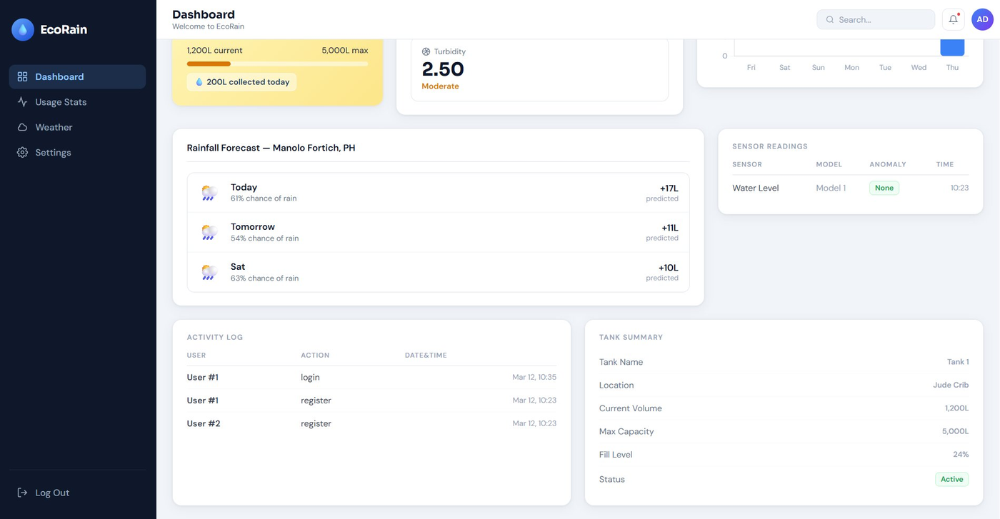 EcoRain
Dashboard
Usage Stats
Weather
Settings
Log Out
Dashboard
Welcome to EcoRain
Search...
AD
1,200L current 5,000L max
200L collected today
Turbidity
2.50
Moderate
0
Fri Sat Sun Mon Tue Wed Thu
Rainfall Forecast — Manolo Fortich, PH
Today
61% chance of rain
+17L
predicted
Tomorrow
54% chance of rain
+11L
predicted
Sat
63% chance of rain
+10L
predicted
SENSOR READINGS
SENSOR MODEL ANOMALY TIME
Water Level Model 1 None 10:23
ACTIVITY LOG
USER ACTION DATE&TIME
User #1 login Mar 12, 10:35
User #1 register Mar 12, 10:23
User #2 register Mar 12, 10:23
TANK SUMMARY
Tank Name Tank 1
Location Jude Crib
Current Volume 1,200L
Max Capacity 5,000L
Fill Level 24%
Status Active